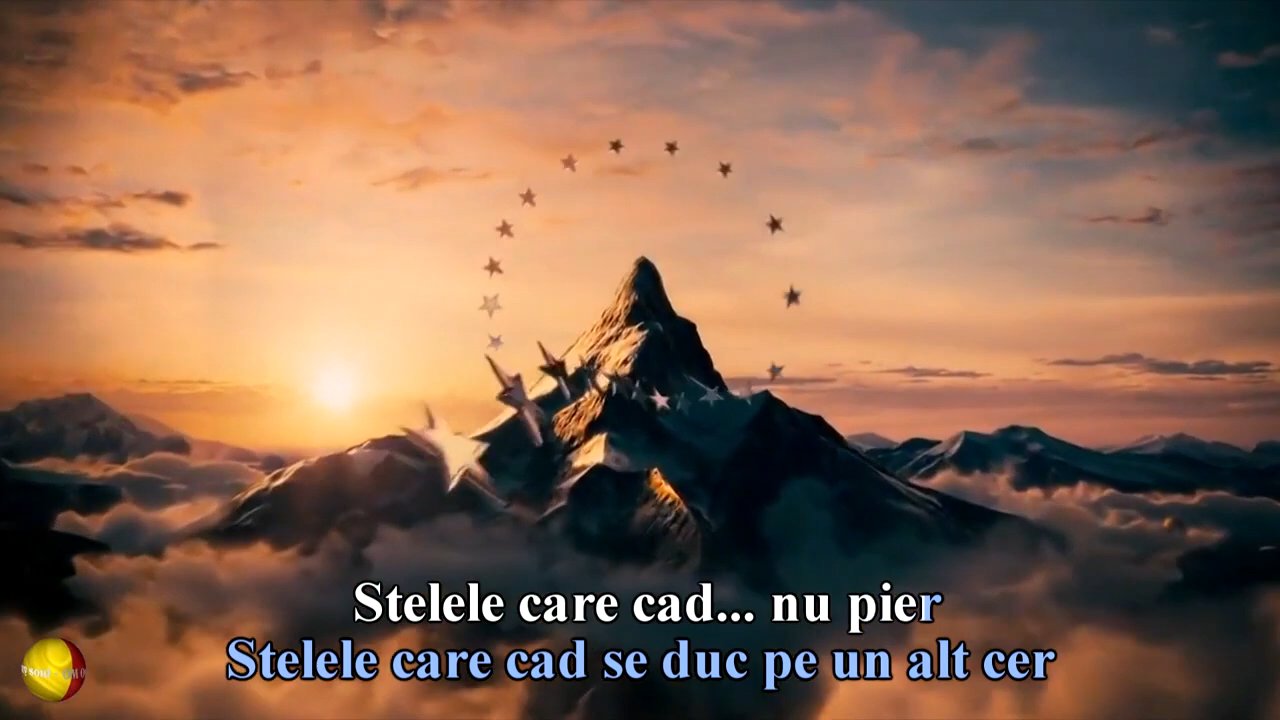 Stelele care cad... nu pier
Stelele care cad se duc pe un alt cer